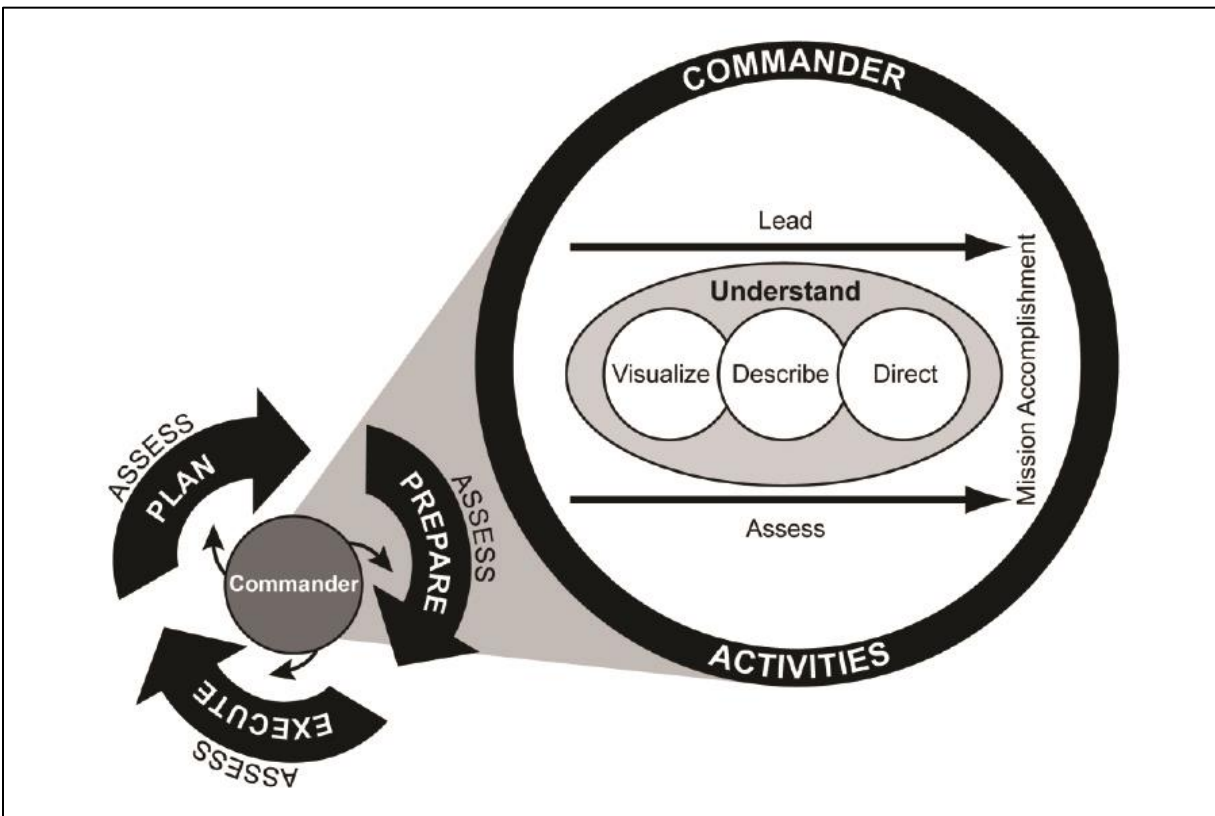 COMMANDER
Lead
Understand
Visualize Describe Direct
Mission Accomplishment
Assess
ACTIVITIES
ASSESS
PLAN
ASSESS
PREPARE
Commander
EXECUTE
ASSESS